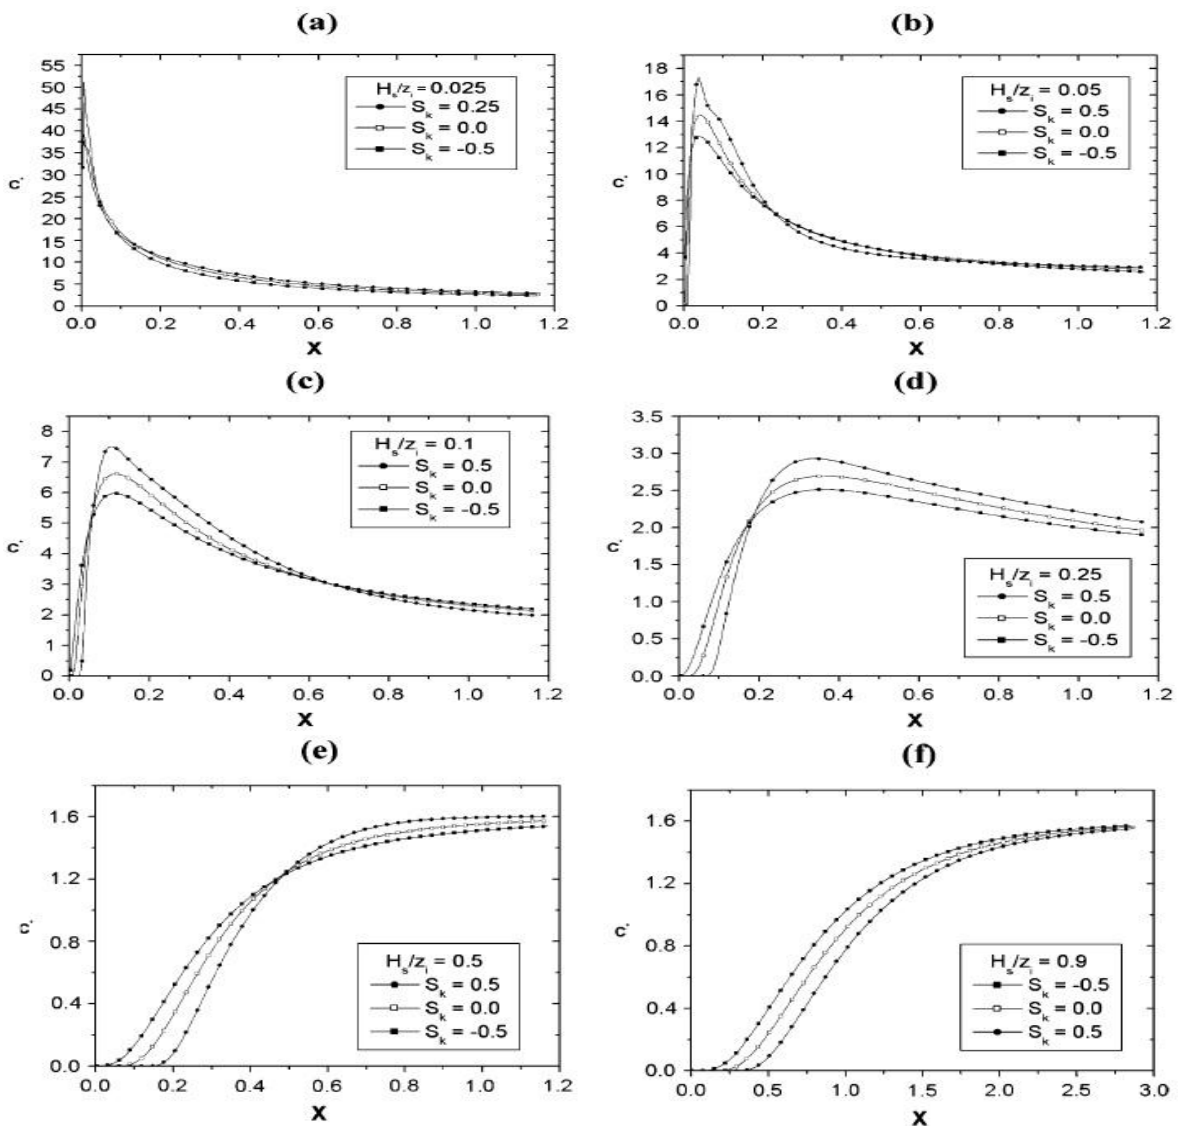 (a)
55
50
45
40
35
30
25
20
15
10
5
0
c*
H_s/z_i = 0.025
S_k = 0.25
S_k = 0.0
S_k = -0.5
0.0 0.2 0.4 0.6 0.8 1.0 1.2
X
(b)
18
16
14
12
10
8
6
4
2
0
c*
H_s/z_i = 0.05
S_k = 0.5
S_k = 0.0
S_k = -0.5
0.0 0.2 0.4 0.6 0.8 1.0 1.2
X
(c)
8
7
6
5
4
3
2
1
0
c*
H_s/z_i = 0.1
S_k = 0.5
S_k = 0.0
S_k = -0.5
0.0 0.2 0.4 0.6 0.8 1.0 1.2
X
(d)
3.5
3.0
2.5
2.0
1.5
1.0
0.5
0.0
c*
H_s/z_i = 0.25
S_k = 0.5
S_k = 0.0
S_k = -0.5
0.0 0.2 0.4 0.6 0.8 1.0 1.2
X
(e)
1.6
1.2
0.8
0.4
0.0
c*
H_s/z_i = 0.5
S_k = 0.5
S_k = 0.0
S_k = -0.5
0.0 0.2 0.4 0.6 0.8 1.0 1.2
X
(f)
1.6
1.2
0.8
0.4
0.0
c*
H_s/z_i = 0.9
S_k = -0.5
S_k = 0.0
S_k = 0.5
0.0 0.5 1.0 1.5 2.0 2.5 3.0
X